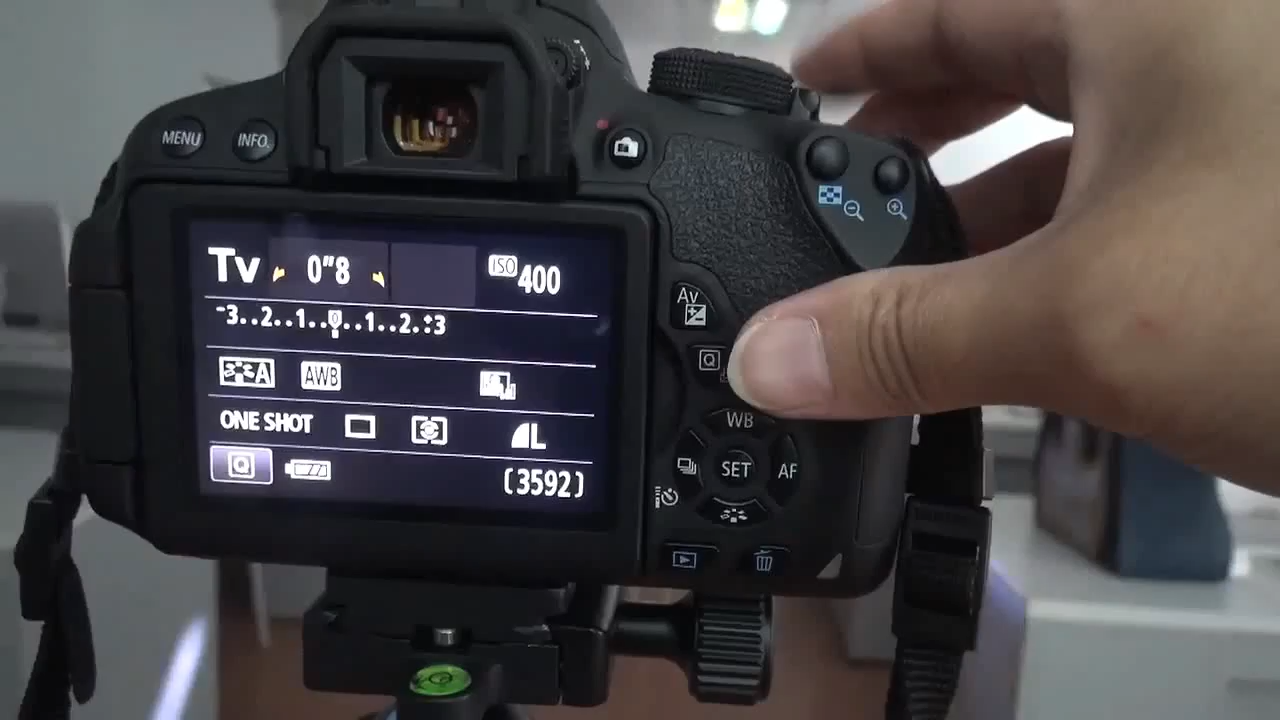 MENU INFO.
Tv 0"8 ISO 400
-3..2..1..0..1..2.:+3
A AWB
ONE SHOT L
Q (3592)
Av
Q
WB
SET AF